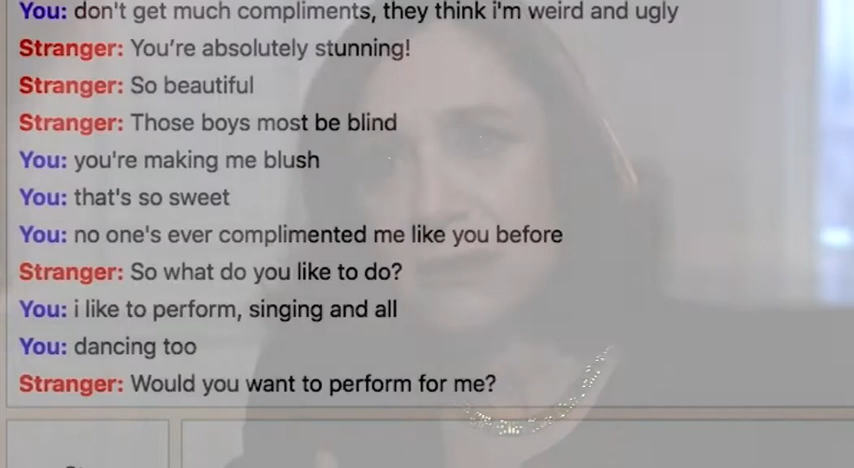 You: don't get much compliments, they think i'm weird and ugly
Stranger: You're absolutely stunning!
Stranger: So beautiful
Stranger: Those boys most be blind
You: you're making me blush
You: that's so sweet
You: no one's ever complimented me like you before
Stranger: So what do you like to do?
You: i like to perform, singing and all
You: dancing too
Stranger: Would you want to perform for me?